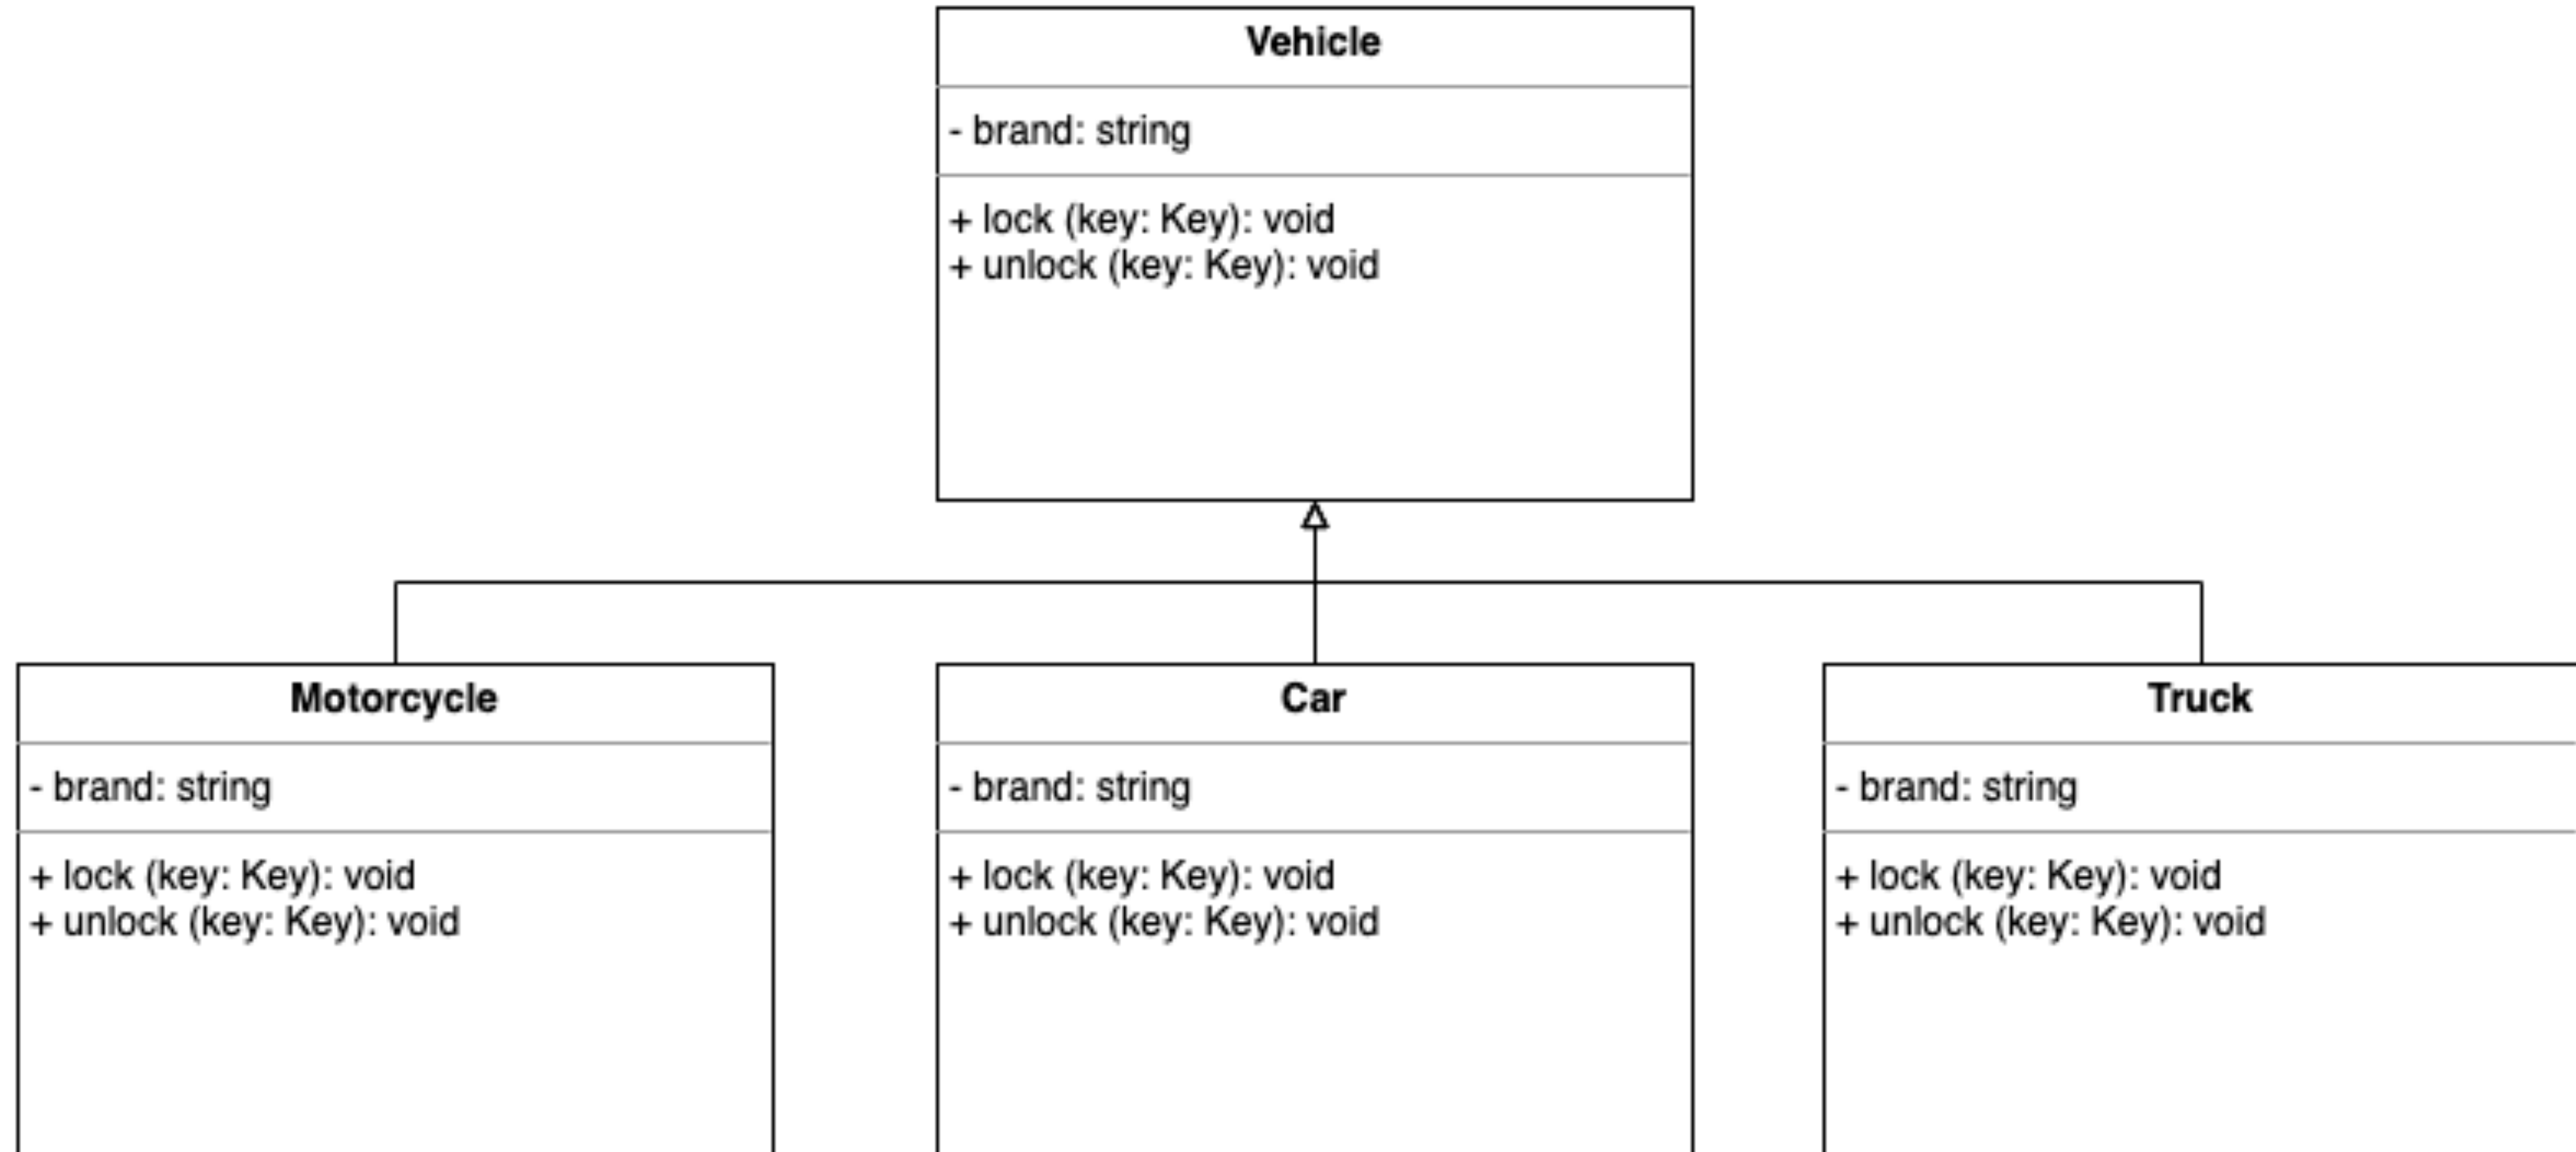 Vehicle
- brand: string
+ lock (key: Key): void
+ unlock (key: Key): void
Motorcycle
- brand: string
+ lock (key: Key): void
+ unlock (key: Key): void
Car
- brand: string
+ lock (key: Key): void
+ unlock (key: Key): void
Truck
- brand: string
+ lock (key: Key): void
+ unlock (key: Key): void